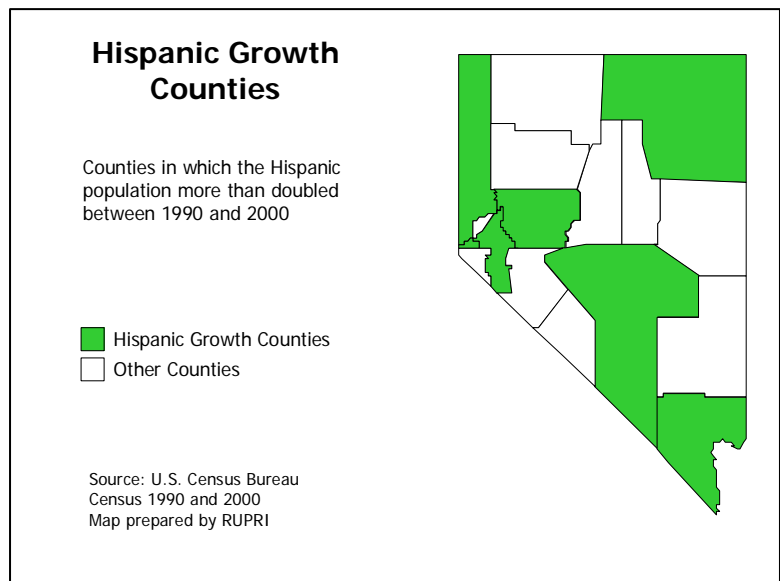 Hispanic Growth
Counties
Counties in which the Hispanic
population more than doubled
between 1990 and 2000
Hispanic Growth Counties
Other Counties
Source: U.S. Census Bureau
Census 1990 and 2000
Map prepared by RUPRI